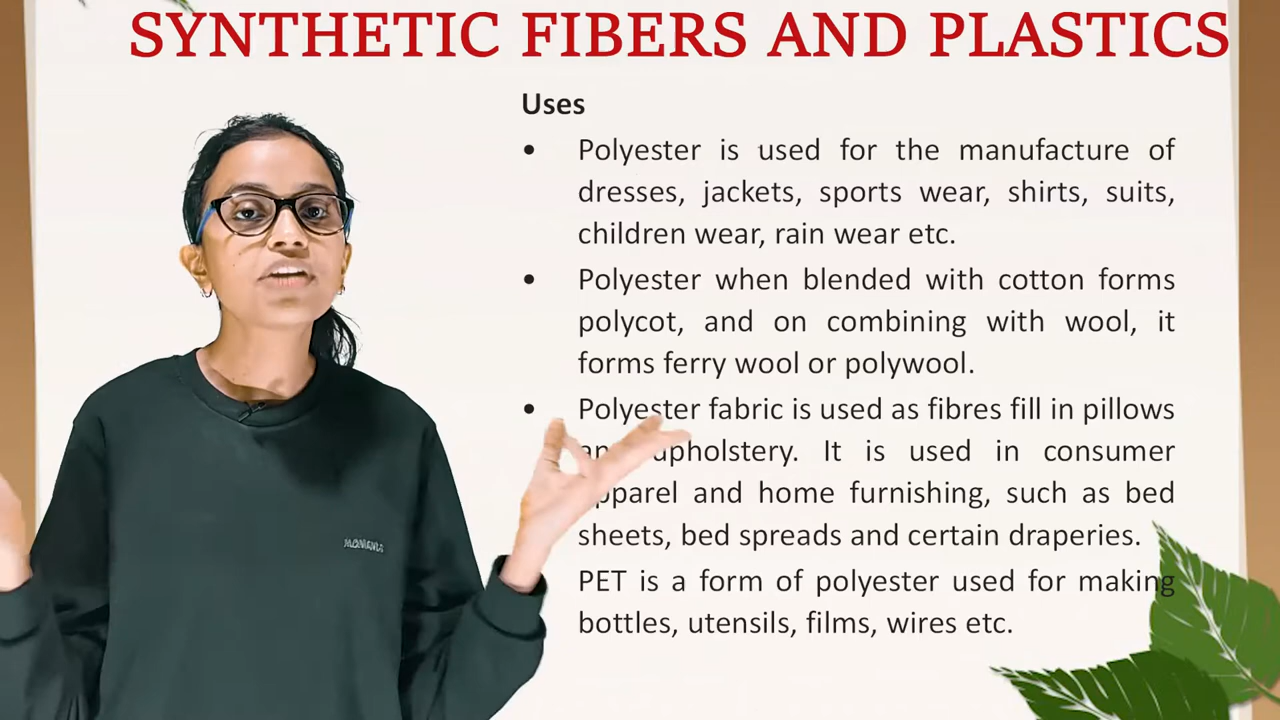 SYNTHETIC FIBERS AND PLASTICS
Uses
• Polyester is used for the manufacture of
dresses, jackets, sports wear, shirts, suits,
children wear, rain wear etc.
• Polyester when blended with cotton forms
polycot, and on combining with wool, it
forms ferry wool or polywool.
• Polyester fabric is used as fibres fill in pillows
upholstery. It is used in consumer
apparel and home furnishing, such as bed
sheets, bed spreads and certain draperies.
PET is a form of polyester used for making
bottles, utensils, films, wires etc.